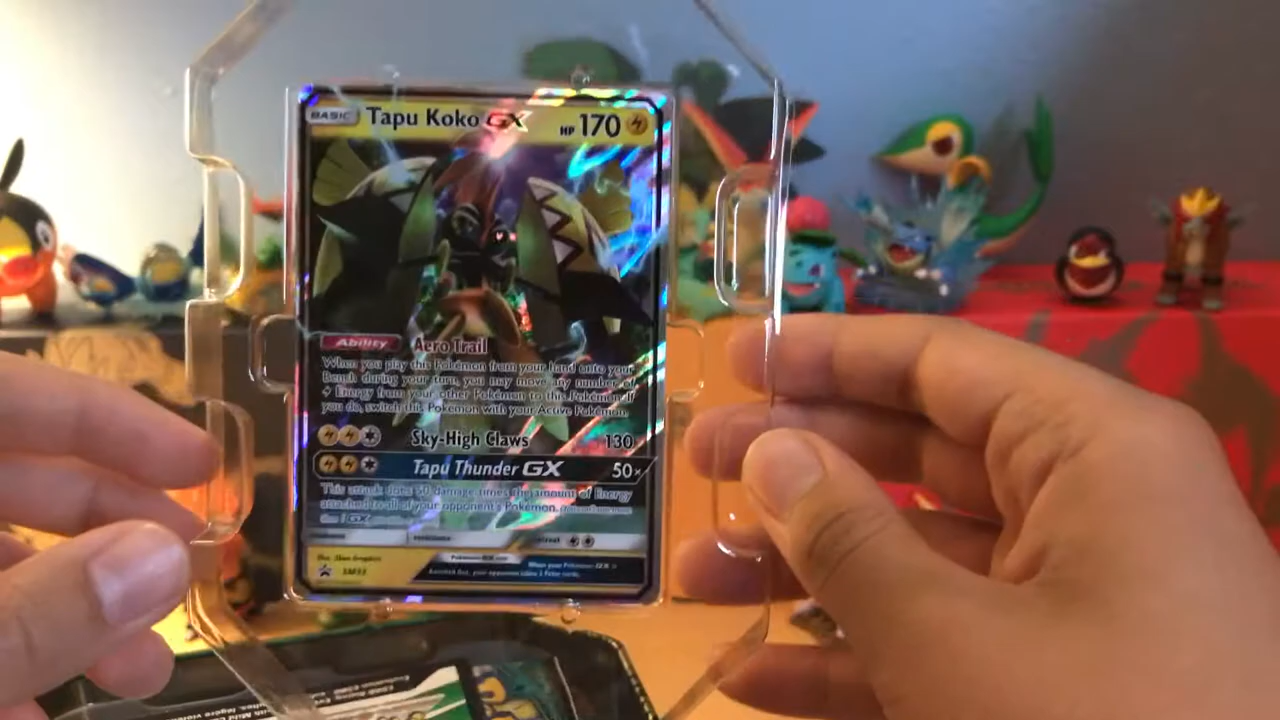 BASIC Tapu Koko GX HP 170
Ability Aero Trail
When you play this Pokémon from your hand onto your
Bench during your turn, you may move any number of
Energy from your other Pokémon to this Pokémon. If
you do, switch this Pokémon with your Active Pokémon.
Sky-High Claws 130
Tapu Thunder GX 50×
This attack does 50 damage times the amount of Energy
attached to all of your opponent's Pokémon.
GX
SM33